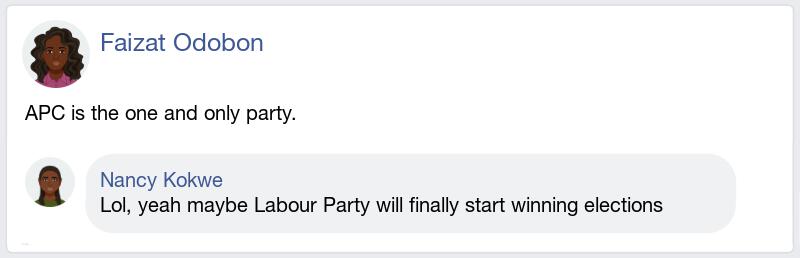 Faizat Odobon
APC is the one and only party.
Nancy Kokwe
Lol, yeah maybe Labour Party will finally start winning elections